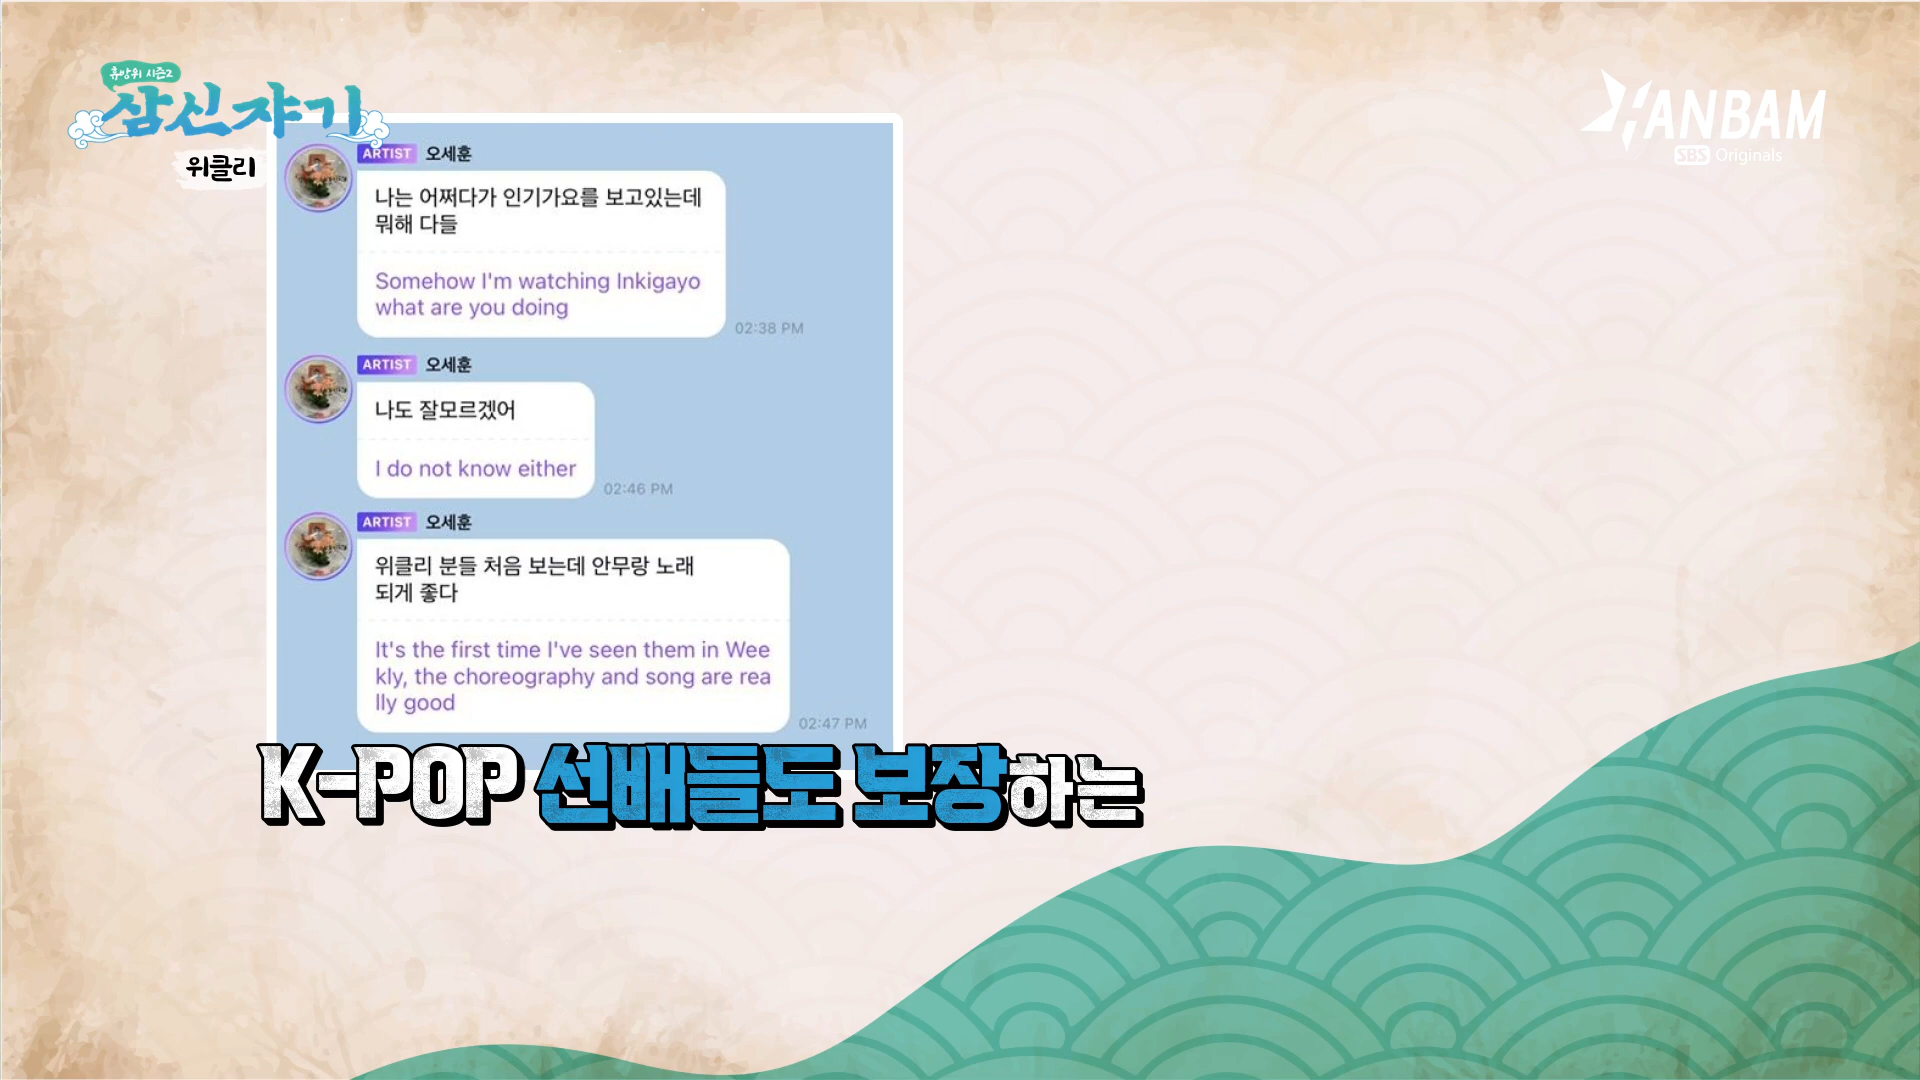 휴방위 시즌2
삼신쟈기
위클리
HANBAM
SBS Originals
ARTIST 오세훈
나는 어쩌다가 인기가요를 보고있는데
뭐해 다들
Somehow I'm watching Inkigayo
what are you doing
02:38 PM
ARTIST 오세훈
나도 잘모르겠어
I do not know either
02:46 PM
ARTIST 오세훈
위클리 분들 처음 보는데 안무랑 노래
되게 좋다
It's the first time I've seen them in Wee
kly, the choreography and song are rea
lly good
02:47 PM
K-POP 선배들도 보장하는